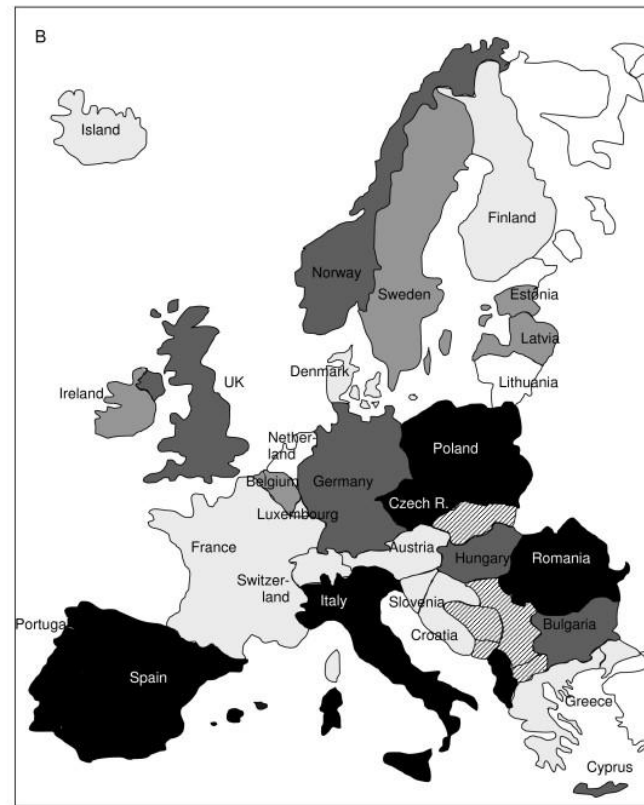 B
Island
Finland
Norway
Sweden
Estonia
Latvia
Denmark
Lithuania
Ireland
UK
Nether-
land
Poland
Belgium
Germany
Czech R.
Luxembourg
France
Austria
Hungary
Romania
Switzer-
land
Italy
Slovenia
Croatia
Bulgaria
Portugal
Spain
Greece
Cyprus